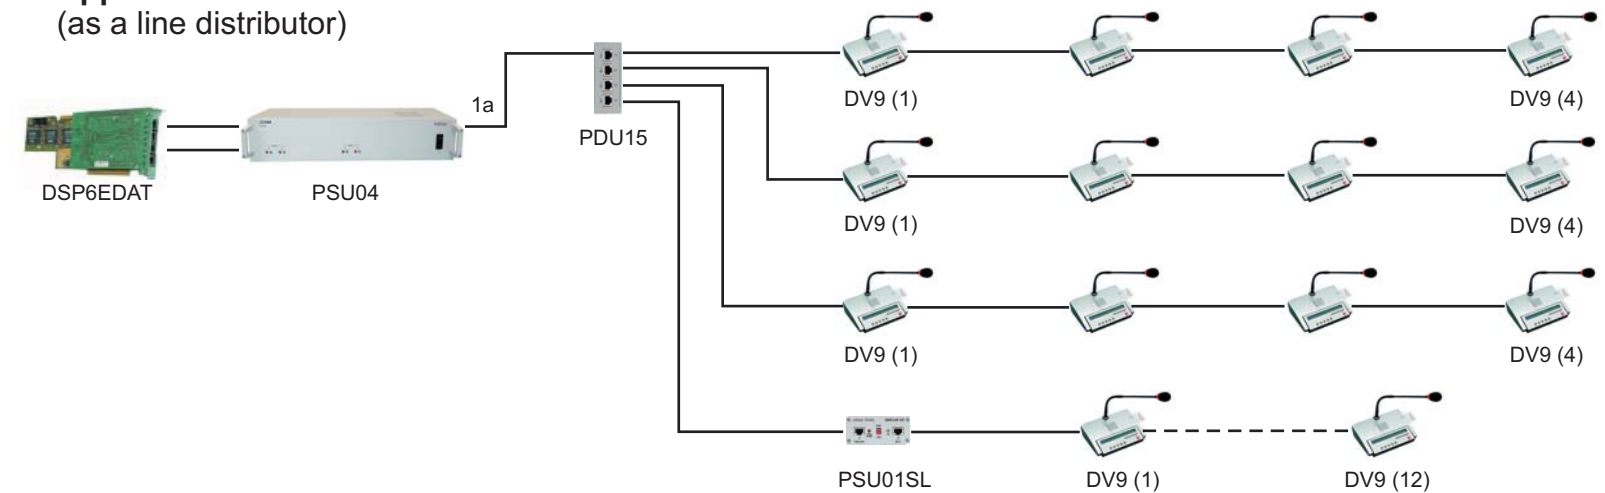 (as a line distributor)
1a
DSP6EDAT
PSU04
PDU15
DV9 (1)
DV9 (4)
DV9 (1)
DV9 (4)
DV9 (1)
DV9 (4)
PSU01SL
DV9 (1)
DV9 (12)